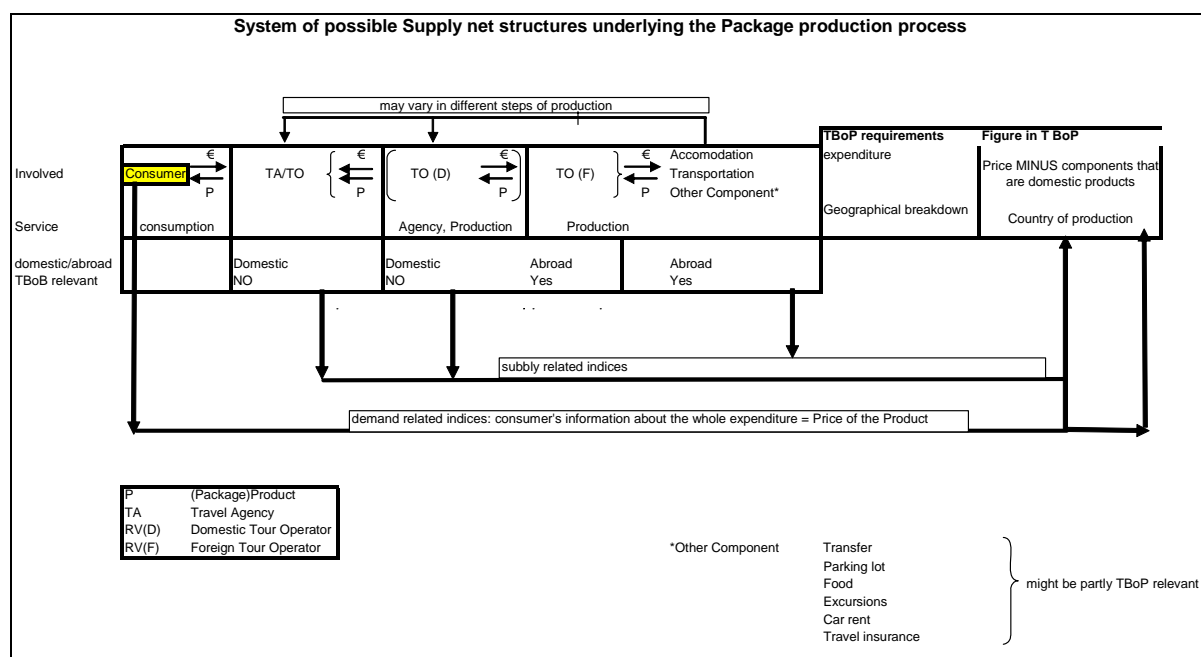 System of possible Supply net structures underlying the Package production process
may vary in different steps of production
TBoP requirements Figure in T BoP
€ € € € Accomodation expenditure
Involved Consumer TA/TO TO (D) TO (F) Transportation Price MINUS components that
P P P P Other Component* are domestic products
Geographical breakdown Country of production
Service consumption Agency, Production Production
domestic/abroad Domestic Domestic Abroad Abroad
TBoB relevant NO NO Yes Yes
subbly related indices
demand related indices: consumer's information about the whole expenditure = Price of the Product
P (Package)Product
TA Travel Agency
RV(D) Domestic Tour Operator
RV(F) Foreign Tour Operator
*Other Component Transfer
Parking lot
Food
Excursions
Car rent
Travel insurance
might be partly TBoP relevant